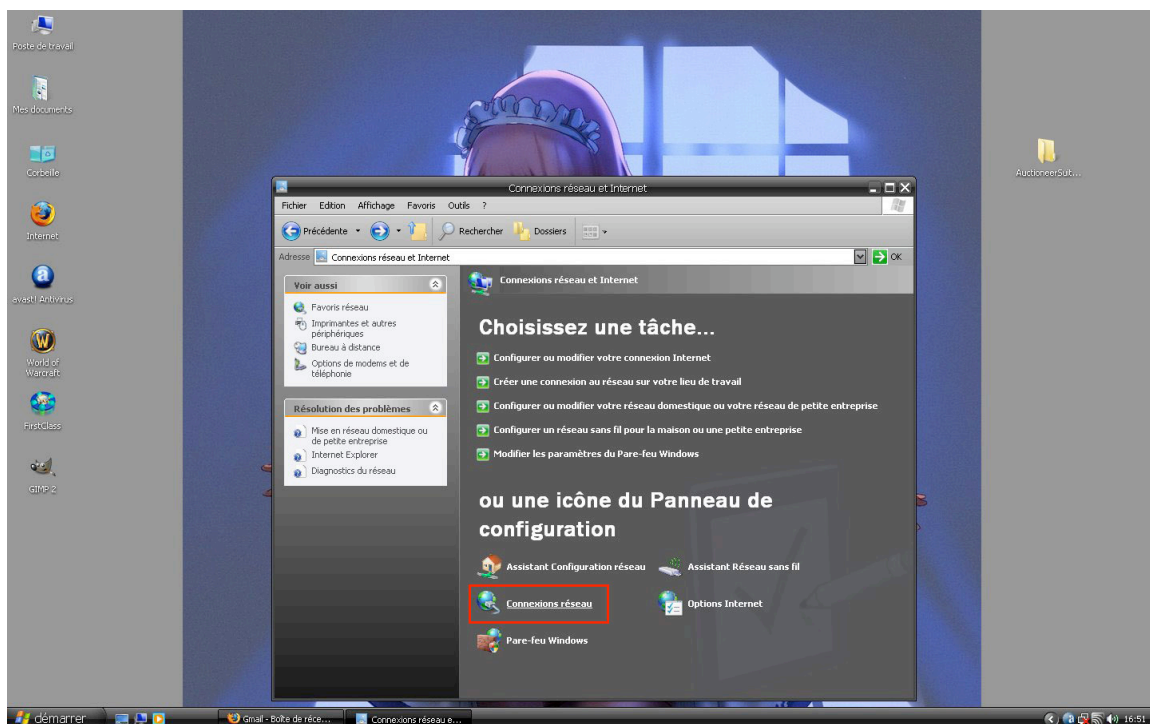 Poste de travail
Mes documents
Corbeille
Internet
avast! Antivirus
World of
Warcraft
FirstClass
GIMP 2
AuctioneerSuit...
Connexions réseau et Internet
Fichier Edition Affichage Favoris Outils ?
Précédente Rechercher Dossiers
Adresse Connexions réseau et Internet OK
Voir aussi
Favoris réseau
Imprimantes et autres
périphériques
Bureau à distance
Options de modems et de
téléphonie
Résolution des problèmes
Mise en réseau domestique ou
de petite entreprise
Internet Explorer
Diagnostics du réseau
Connexions réseau et Internet
Choisissez une tâche...
Configurer ou modifier votre connexion Internet
Créer une connexion au réseau sur votre lieu de travail
Configurer ou modifier votre réseau domestique ou votre réseau de petite entreprise
Configurer un réseau sans fil pour la maison ou une petite entreprise
Modifier les paramètres du Pare-feu Windows
ou une icône du Panneau de
configuration
Assistant Configuration réseau Assistant Réseau sans fil
Connexions réseau Options Internet
Pare-feu Windows
démarrer Gmail - Boîte de réce... Connexions réseau e... 16:51